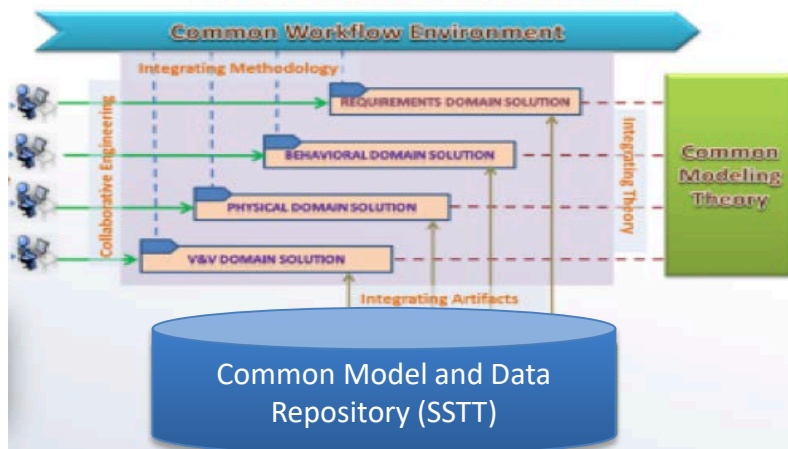 Common Workflow Environment
Integrating Methodology
REQUIREMENTS DOMAIN SOLUTION
BEHAVIORAL DOMAIN SOLUTION
PHYSICAL DOMAIN SOLUTION
V&V DOMAIN SOLUTION
Collaborative Engineering
Integrating Theory
Common
Modeling
Theory
Integrating Artifacts
Common Model and Data
Repository (SSTT)